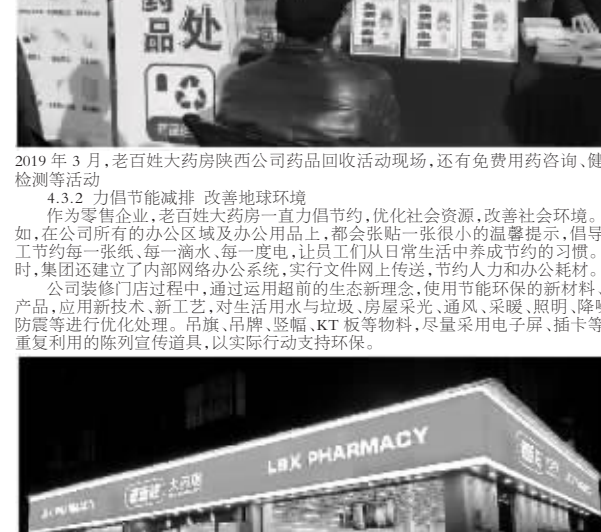 药
品处
2019 年 3 月，老百姓大药房陕西公司药品回收活动现场，还有免费用药咨询、健
检测等活动
4.3.2 力倡节能减排 改善地球环境
作为零售企业，老百姓大药房一直力倡节约，优化社会资源，改善社会环境。
如，在公司所有的办公区域及办公用品上，都会张贴一张很小的温馨提示，倡导
工节约每一张纸、每一滴水、每一度电，让员工们从日常生活中养成节约的习惯。
时，集团还建立了内部网络办公系统，实行文件网上传送，节约人力和办公耗材。
公司装修门店过程中，通过运用超前的生态新理念，使用节能环保的新材料、
产品，应用新技术、新工艺，对生活用水与垃圾、房屋采光、通风、采暖、照明、降噪
防震等进行优化处理。吊旗、吊牌、竖幅、KT 板等物料，尽量采用电子屏、插卡等
重复利用的陈列宣传道具，以实际行动支持环保。
老百姓 大药房
LBX PHARMACY